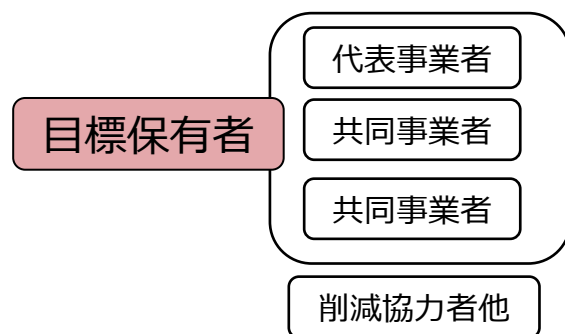 目標保有者
代表事業者
共同事業者
共同事業者
削減協力者他